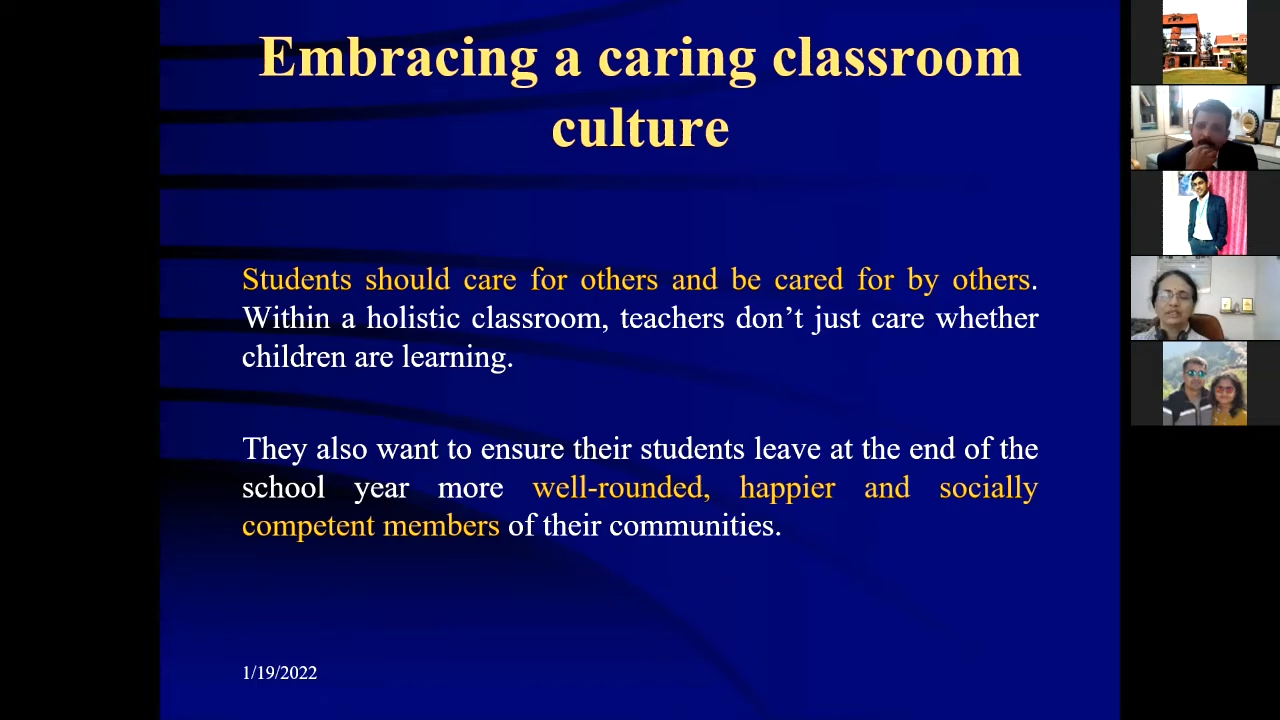 Embracing a caring classroom
culture
Students should care for others and be cared for by others.
Within a holistic classroom, teachers don’t just care whether
children are learning.
They also want to ensure their students leave at the end of the
school year more well-rounded, happier and socially
competent members of their communities.
1/19/2022